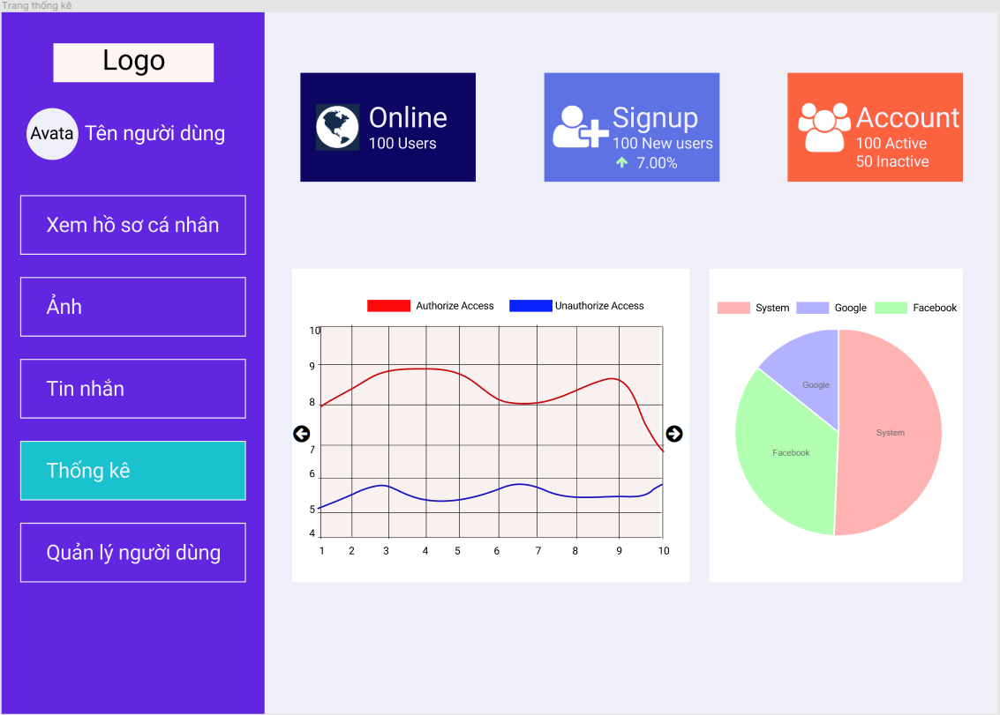 Trang thống kê
Logo
Avata
Tên người dùng
Xem hồ sơ cá nhân
Ảnh
Tin nhắn
Thống kê
Quản lý người dùng
Online
100 Users
Signup
100 New users
7.00%
Account
100 Active
50 Inactive
Authorize Access
Unauthorize Access
10
9
8
7
6
5
4
1 2 3 4 5 6 7 8 9 10
System
Google
Facebook
Google
System
Facebook